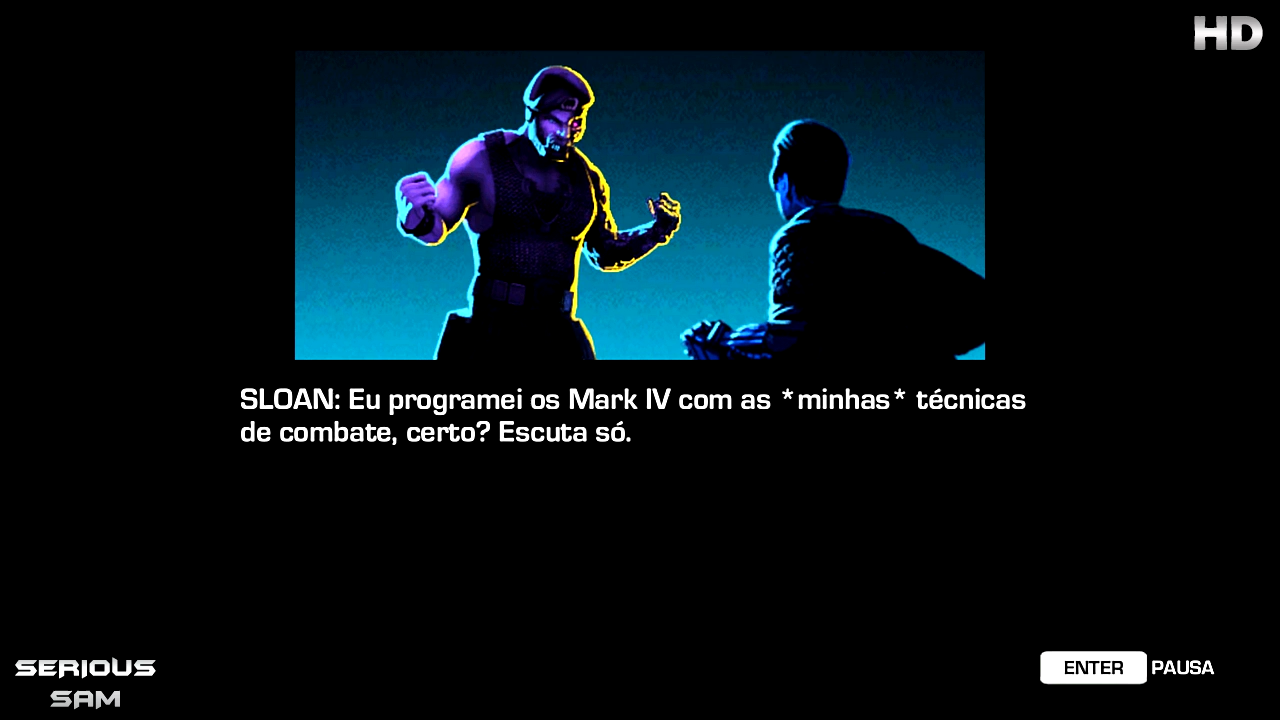 HD
SLOAN: Eu programei os Mark IV com as *minhas* técnicas
de combate, certo? Escuta só.
SERIOUS
SAM
ENTER PAUSA